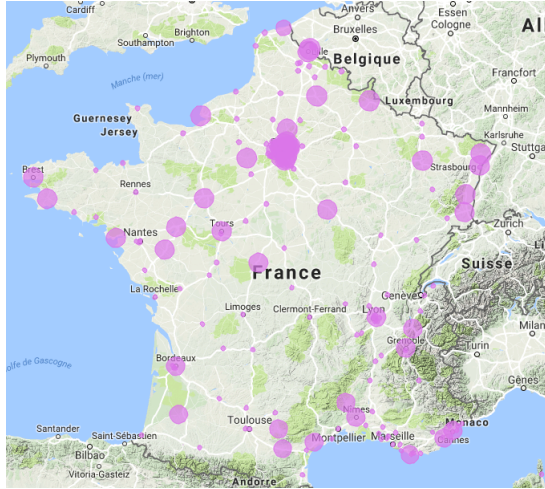 Cardiff
Anvers
Essen
Al
Brighton
Bruxelles
Cologne
Southampton
Plymouth
Belgique
Manche (mer)
Francfort
Luxembourg
Guernesey
Jersey
Mannheim
Karlsruhe
Strasbourg
Stuttga
Brest
Rennes
Nantes
Tours
Zurich
France
Suisse
La Rochelle
Genève
Limoges
Clermont-Ferrand
Lyon
Milan
Grenoble
Turin
olfe de Gascogne
Bordeaux
Gênes
Nîmes
Monaco
Santander
Saint-Sébastien
Toulouse
Montpellier
Marseille
Cannes
Bilbao
Vitoria-Gasteiz
Andorre